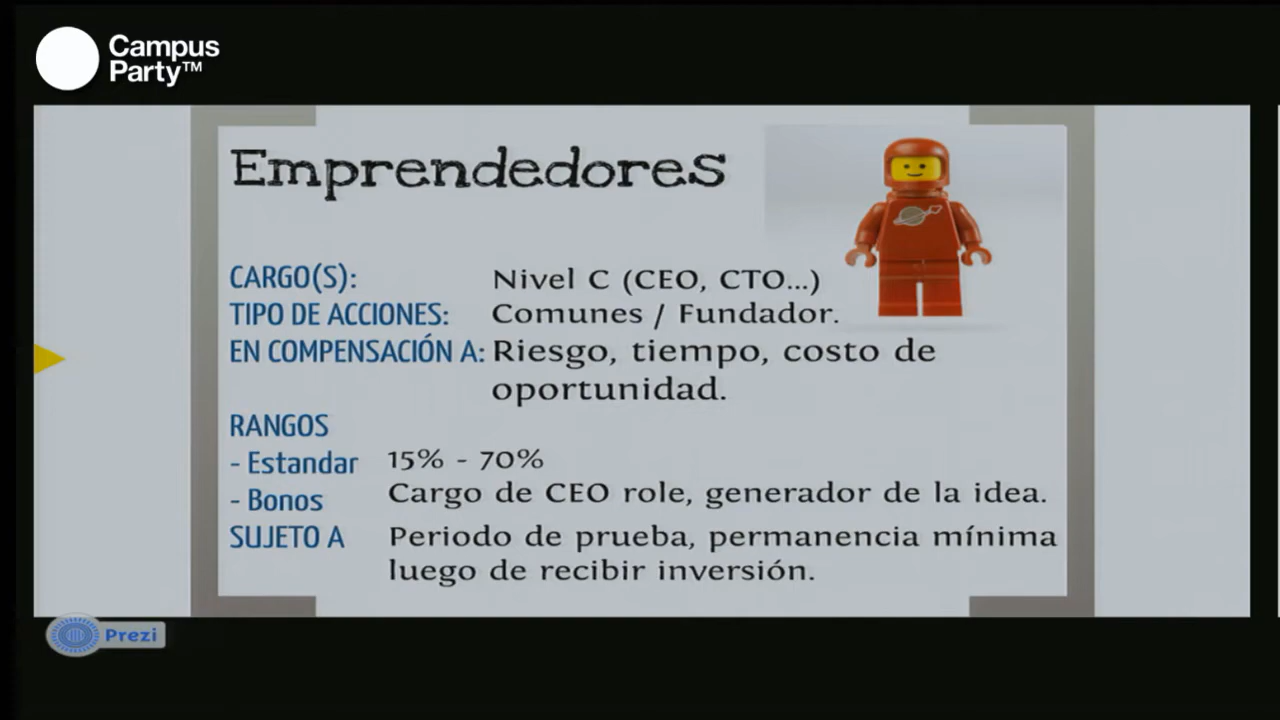 Campus
Party™
Emprendedores
CARGO(S): Nivel C (CEO, CTO...)
TIPO DE ACCIONES: Comunes / Fundador.
EN COMPENSACIÓN A: Riesgo, tiempo, costo de
oportunidad.
RANGOS
- Estandar 15% - 70%
- Bonos Cargo de CEO role, generador de la idea.
SUJETO A Periodo de prueba, permanencia mínima
luego de recibir inversión.
Prezi